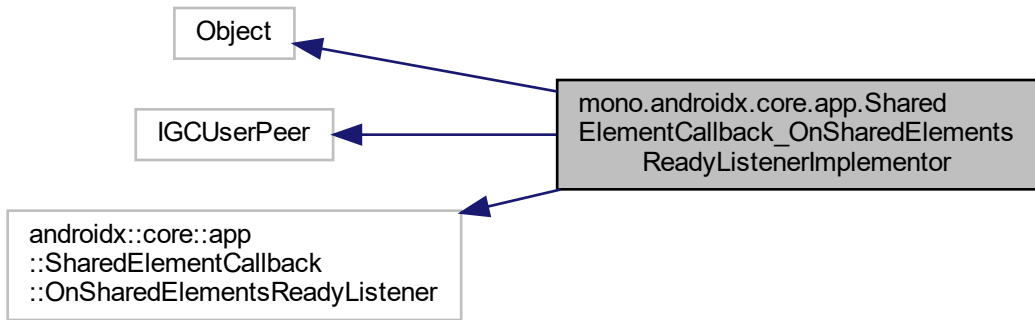 Object
IGCUserPeer
androidx::core::app
::SharedElementCallback
::OnSharedElementsReadyListener
mono.androidx.core.app.Shared
ElementCallback_OnSharedElements
ReadyListenerImplementor